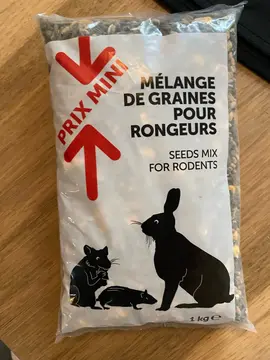 PRIX MINI
MÉLANGE
DE GRAINES
POUR
RONGEURS
SEEDS MIX
FOR RODENTS
1 kg ℮